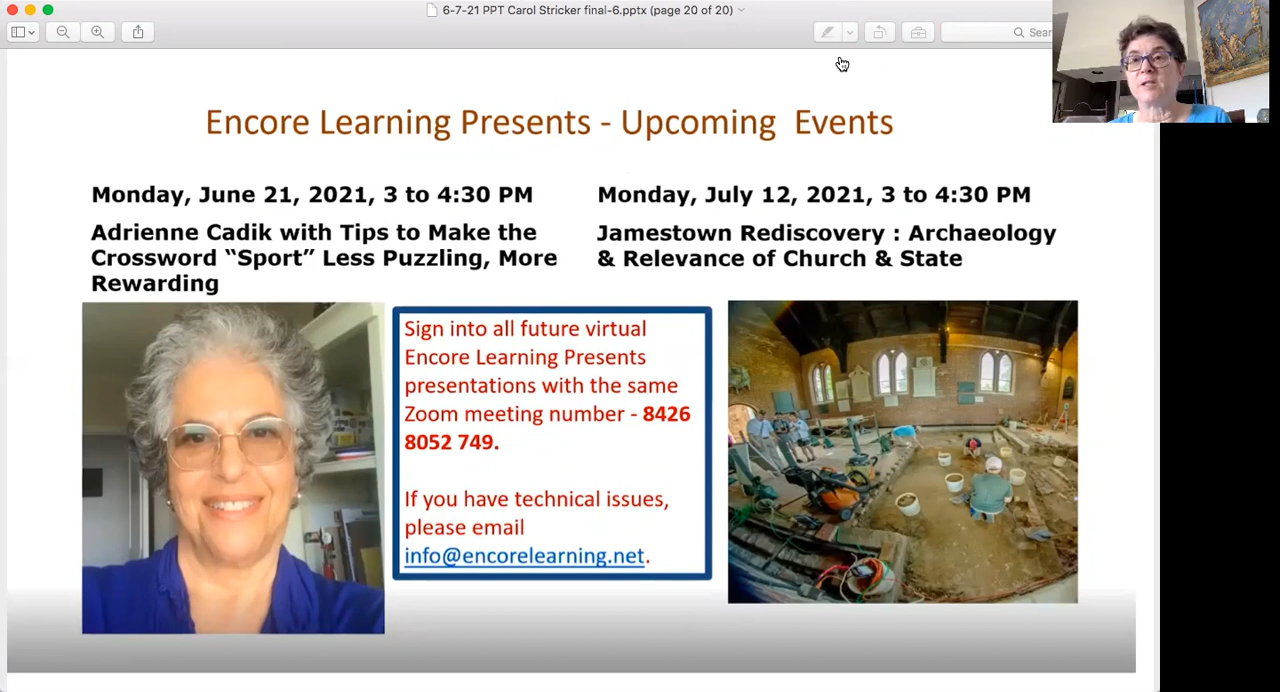 6-7-21 PPT Carol Stricker final-6.pptx (page 20 of 20)
Sear
Encore Learning Presents - Upcoming Events
Monday, June 21, 2021, 3 to 4:30 PM
Adrienne Cadik with Tips to Make the
Crossword “Sport” Less Puzzling, More
Rewarding
Monday, July 12, 2021, 3 to 4:30 PM
Jamestown Rediscovery : Archaeology
& Relevance of Church & State
Sign into all future virtual
Encore Learning Presents
presentations with the same
Zoom meeting number - 8426
8052 749.
If you have technical issues,
please email
info@encorelearning.net.